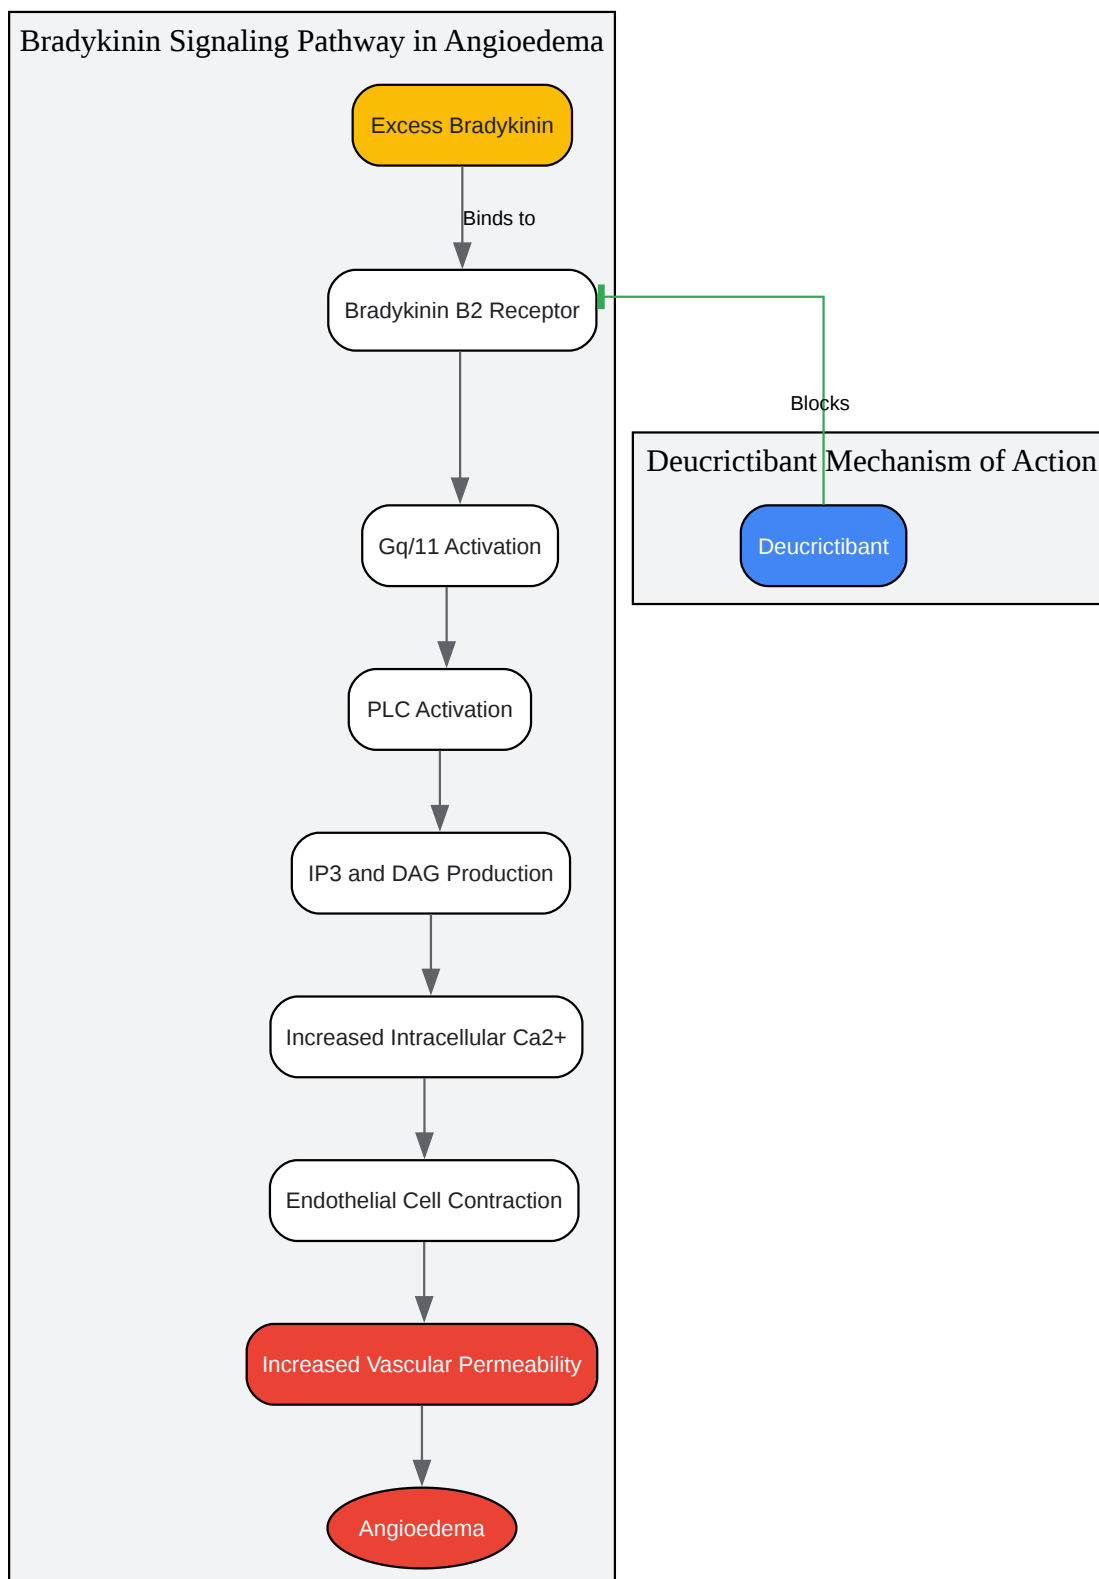 Bradykinin Signaling Pathway in Angioedema
Excess Bradykinin
Binds to
Bradykinin B2 Receptor
Blocks
Deucrictibant Mechanism of Action
Deucrictibant
Gq/11 Activation
PLC Activation
IP3 and DAG Production
Increased Intracellular Ca2+
Endothelial Cell Contraction
Increased Vascular Permeability
Angioedema